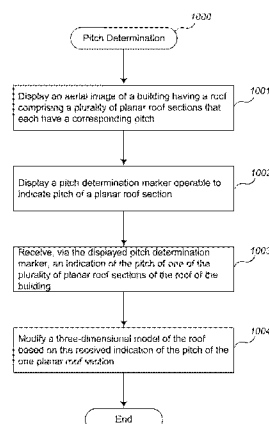 1000
Pitch Determination
Display an aerial image of a building having a roof
comprising a plurality of planar roof sections that
each have a corresponding pitch
1001
Display a pitch determination marker operable to
indicate pitch of a planar roof section
1002
Receive, via the displayed pitch determination
marker, an indication of the pitch of one of the
plurality of planar roof sections of the roof of the
building
1003
Modify a three-dimensional model of the roof
based on the received indication of the pitch of the
one planar roof section
1004
End